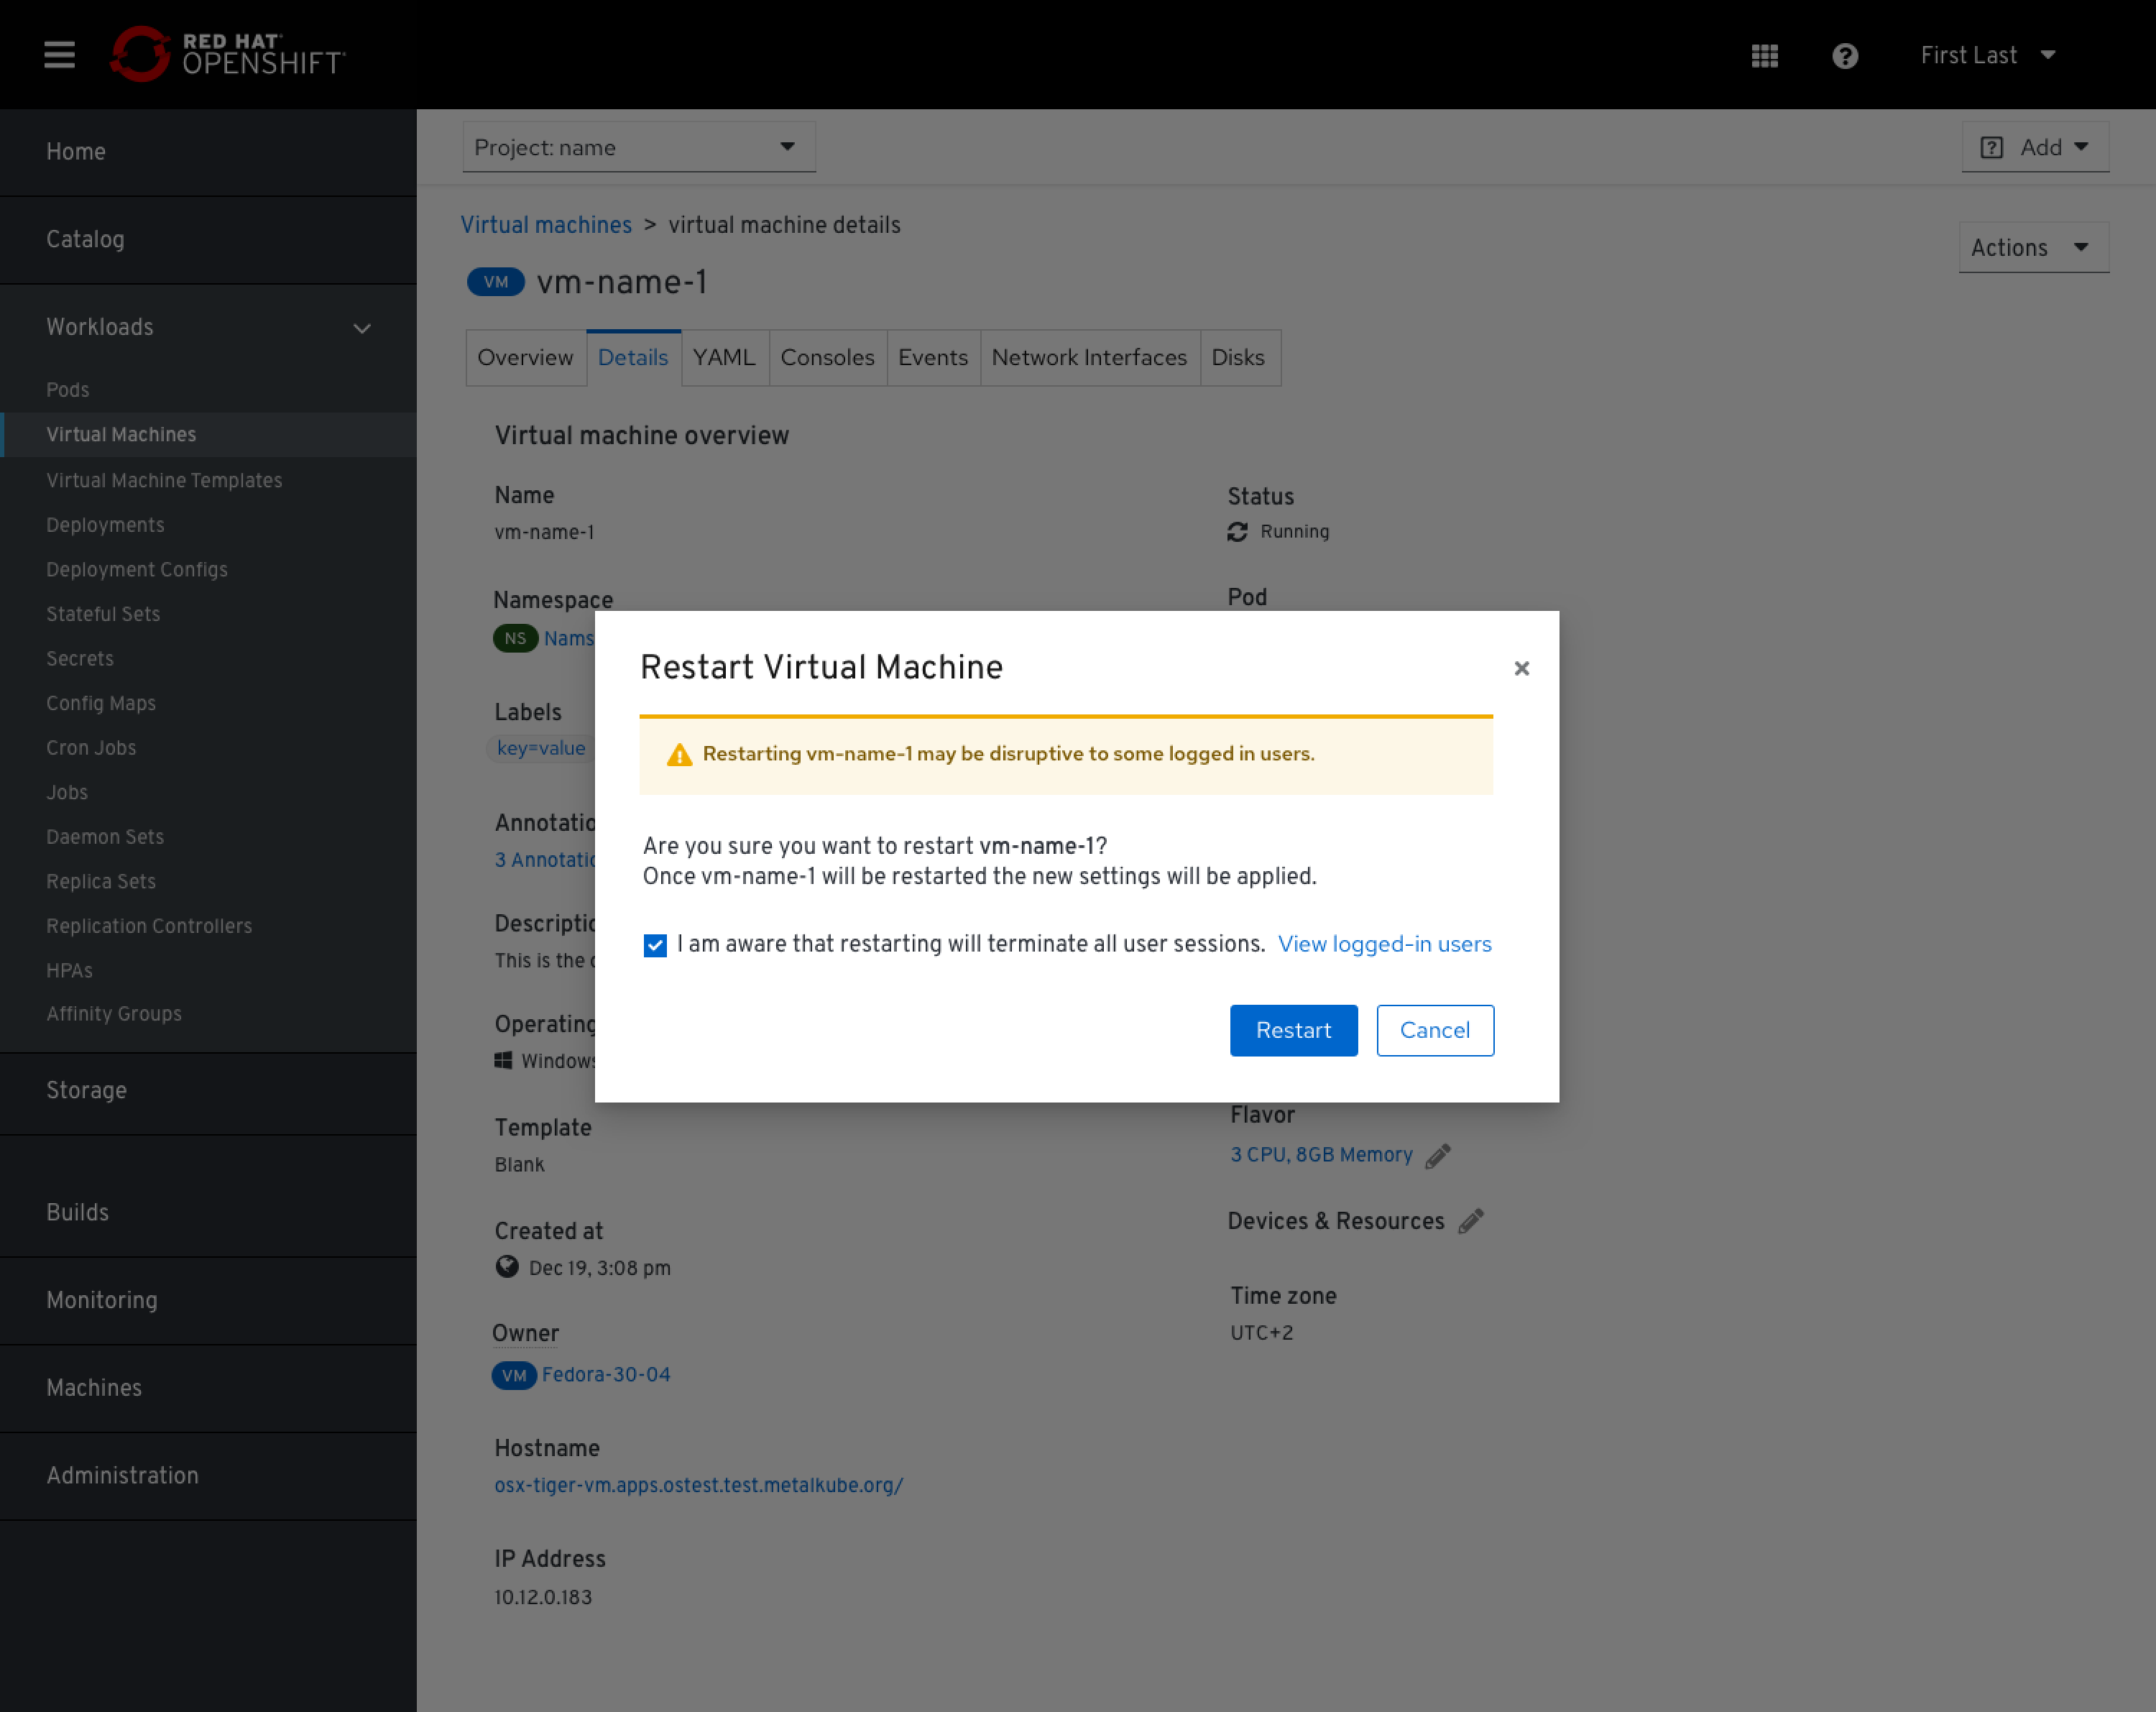 RED HAT
OPENSHIFT
First Last
Home
Catalog
Workloads
Pods
Virtual Machines
Virtual Machine Templates
Deployments
Deployment Configs
Stateful Sets
Secrets
Config Maps
Cron Jobs
Jobs
Daemon Sets
Replica Sets
Replication Controllers
HPAs
Affinity Groups
Storage
Builds
Monitoring
Machines
Administration
Project: name
Add
Virtual machines > virtual machine details
Actions
VM vm-name-1
Overview Details YAML Consoles Events Network Interfaces Disks
Virtual machine overview
Name
vm-name-1
Namespace
NS Nams
Labels
key=value
Annotatio
3 Annotatio
Descriptio
This is the
Operating
Windows
Template
Blank
Created at
Dec 19, 3:08 pm
Owner
VM Fedora-30-04
Hostname
osx-tiger-vm.apps.ostest.test.metalkube.org/
IP Address
10.12.0.183
Status
Running
Pod
Flavor
3 CPU, 8GB Memory
Devices & Resources
Time zone
UTC+2
Restart Virtual Machine
Restarting vm-name-1 may be disruptive to some logged in users.
Are you sure you want to restart vm-name-1?
Once vm-name-1 will be restarted the new settings will be applied.
I am aware that restarting will terminate all user sessions. View logged-in users
Restart
Cancel